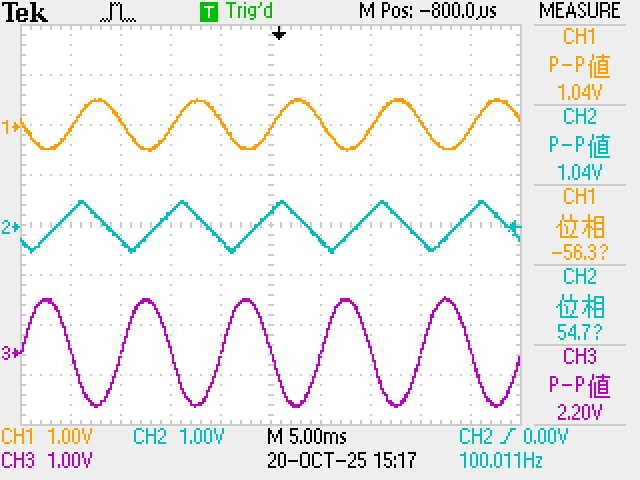 Tek T Trig'd M Pos: -800.0µs MEASURE
CH1
P-P値
1.04V
CH2
P-P値
1.04V
CH1
位相
-56.3?
CH2
位相
54.7?
CH3
P-P値
2.20V
1
2
3
CH1 1.00V CH2 1.00V M 5.00ms CH2 0.00V
CH3 1.00V 20-OCT-25 15:17 100.011Hz